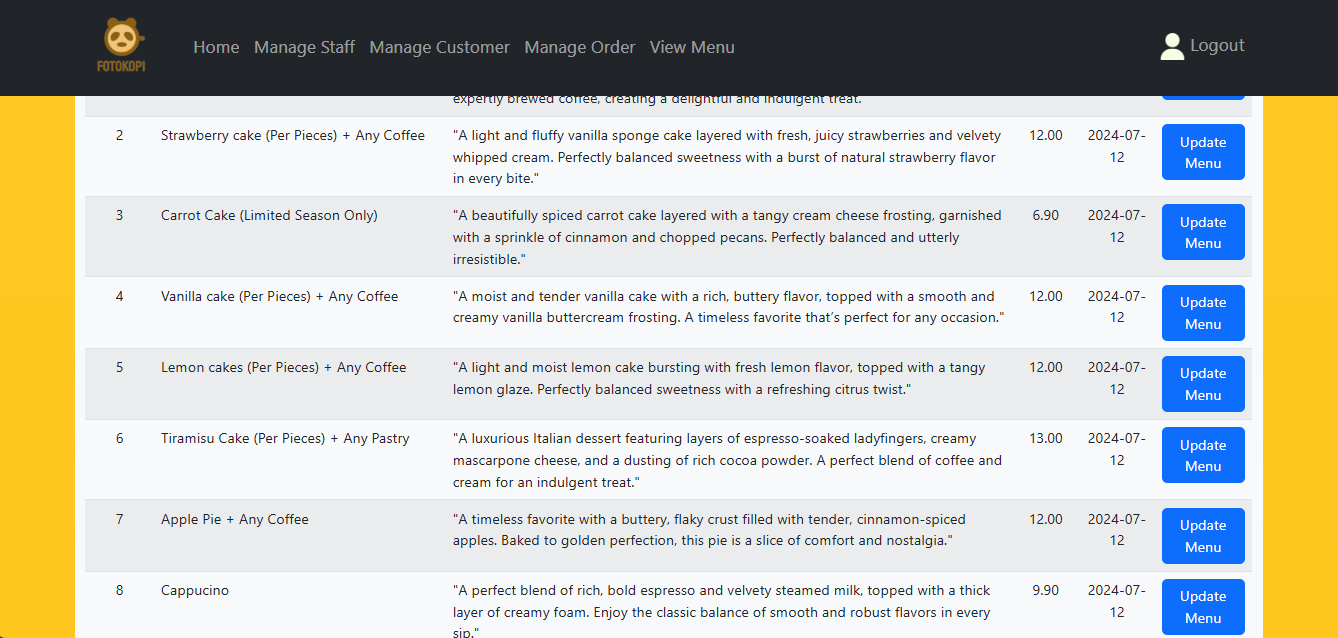 FOTOKOPI
Home Manage Staff Manage Customer Manage Order View Menu
Logout
expertly brewed coffee, creating a delightful and indulgent treat.
2 Strawberry cake (Per Pieces) + Any Coffee "A light and fluffy vanilla sponge cake layered with fresh, juicy strawberries and velvety 12.00 2024-07- Update
whipped cream. Perfectly balanced sweetness with a burst of natural strawberry flavor 12 Menu
in every bite."
3 Carrot Cake (Limited Season Only) "A beautifully spiced carrot cake layered with a tangy cream cheese frosting, garnished 6.90 2024-07- Update
with a sprinkle of cinnamon and chopped pecans. Perfectly balanced and utterly 12 Menu
irresistible."
4 Vanilla cake (Per Pieces) + Any Coffee "A moist and tender vanilla cake with a rich, buttery flavor, topped with a smooth and 12.00 2024-07- Update
creamy vanilla buttercream frosting. A timeless favorite that’s perfect for any occasion." 12 Menu
5 Lemon cakes (Per Pieces) + Any Coffee "A light and moist lemon cake bursting with fresh lemon flavor, topped with a tangy 12.00 2024-07- Update
lemon glaze. Perfectly balanced sweetness with a refreshing citrus twist." 12 Menu
6 Tiramisu Cake (Per Pieces) + Any Pastry "A luxurious Italian dessert featuring layers of espresso-soaked ladyfingers, creamy 13.00 2024-07- Update
mascarpone cheese, and a dusting of rich cocoa powder. A perfect blend of coffee and 12 Menu
cream for an indulgent treat."
7 Apple Pie + Any Coffee "A timeless favorite with a buttery, flaky crust filled with tender, cinnamon-spiced 12.00 2024-07- Update
apples. Baked to golden perfection, this pie is a slice of comfort and nostalgia." 12 Menu
8 Cappucino "A perfect blend of rich, bold espresso and velvety steamed milk, topped with a thick 9.90 2024-07- Update
layer of creamy foam. Enjoy the classic balance of smooth and robust flavors in every 12 Menu
sip."